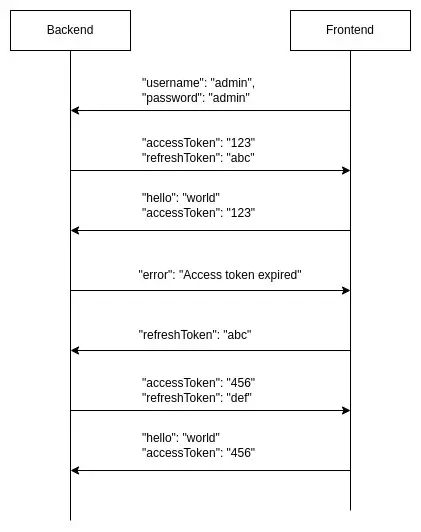 Backend
Frontend
"username": "admin",
"password": "admin"
"accessToken": "123"
"refreshToken": "abc"
"hello": "world"
"accessToken": "123"
"error": "Access token expired"
"refreshToken": "abc"
"accessToken": "456"
"refreshToken": "def"
"hello": "world"
"accessToken": "456"